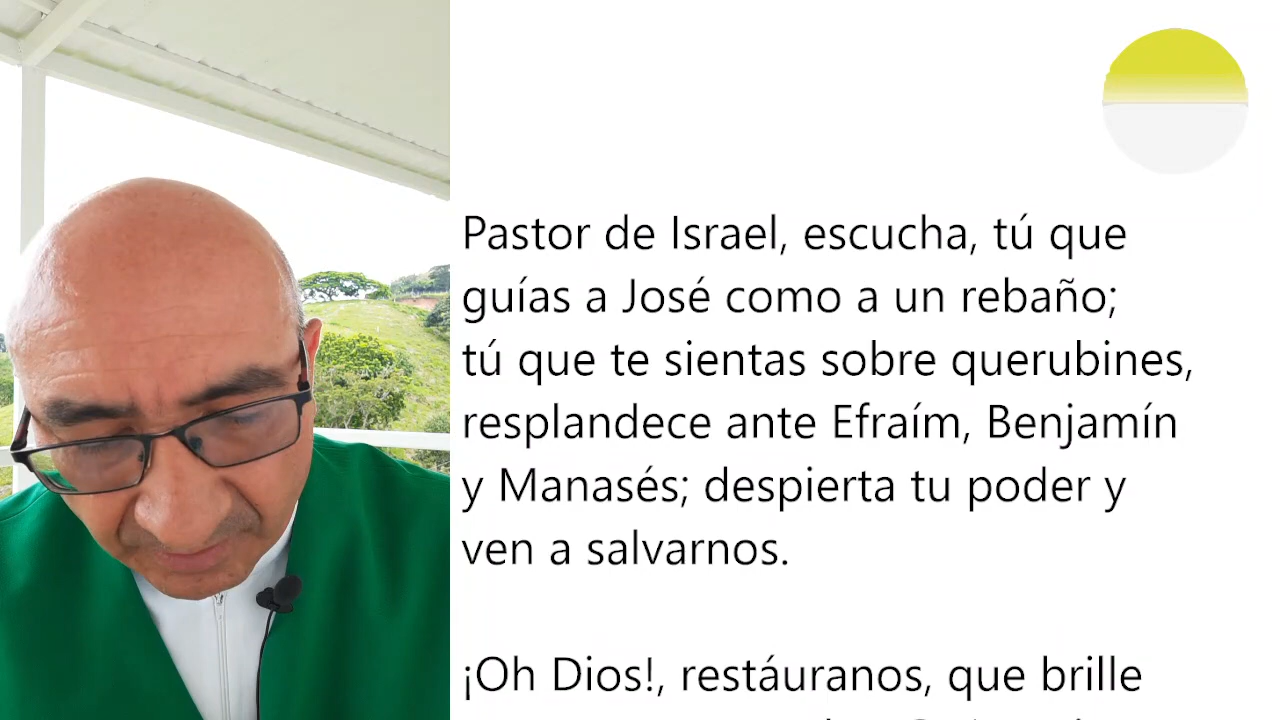 Pastor de Israel, escucha, tú que
guías a José como a un rebaño;
tú que te sientas sobre querubines,
resplandece ante Efraím, Benjamín
y Manasés; despierta tu poder y
ven a salvarnos.
¡Oh Dios!, restáuranos, que brille